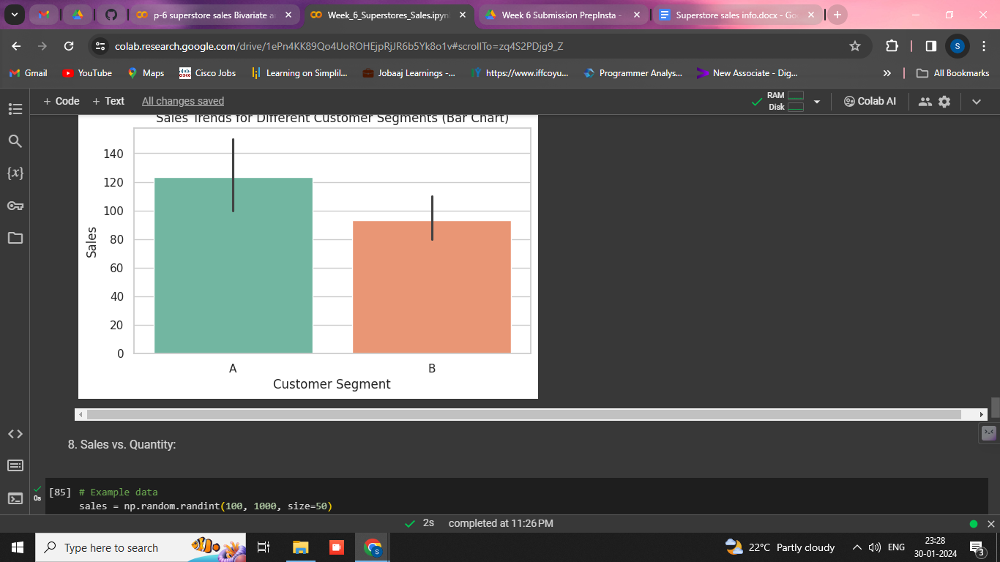 p-6 superstore sales Bivariate a
Week_6_Superstores_Sales.ipyn
Week 6 Submission PrepInsta -
Superstore sales info.docx - Go
colab.research.google.com/drive/1ePn4KK89Qo4UoROHEjpRjJR6b5Yk8o1v#scrollTo=zq4S2PDjg9_Z
S
Gmail
YouTube
Maps
Cisco Jobs
Learning on Simplil...
Jobaaj Learnings -...
https://www.iffcoyu...
Programmer Analys...
New Associate - Dig...
»
All Bookmarks
+ Code
+ Text
All changes saved
RAM
Disk
Colab AI
Sales Trends for Different Customer Segments (Bar Chart)
140
120
100
80
60
40
20
0
Sales
A
B
Customer Segment
{x}
8. Sales vs. Quantity:
[85] # Example data
0s
sales = np.random.randint(100, 1000, size=50)
2s completed at 11:26 PM
Type here to search
22°C Partly cloudy
ENG
23:28
30-01-2024
3